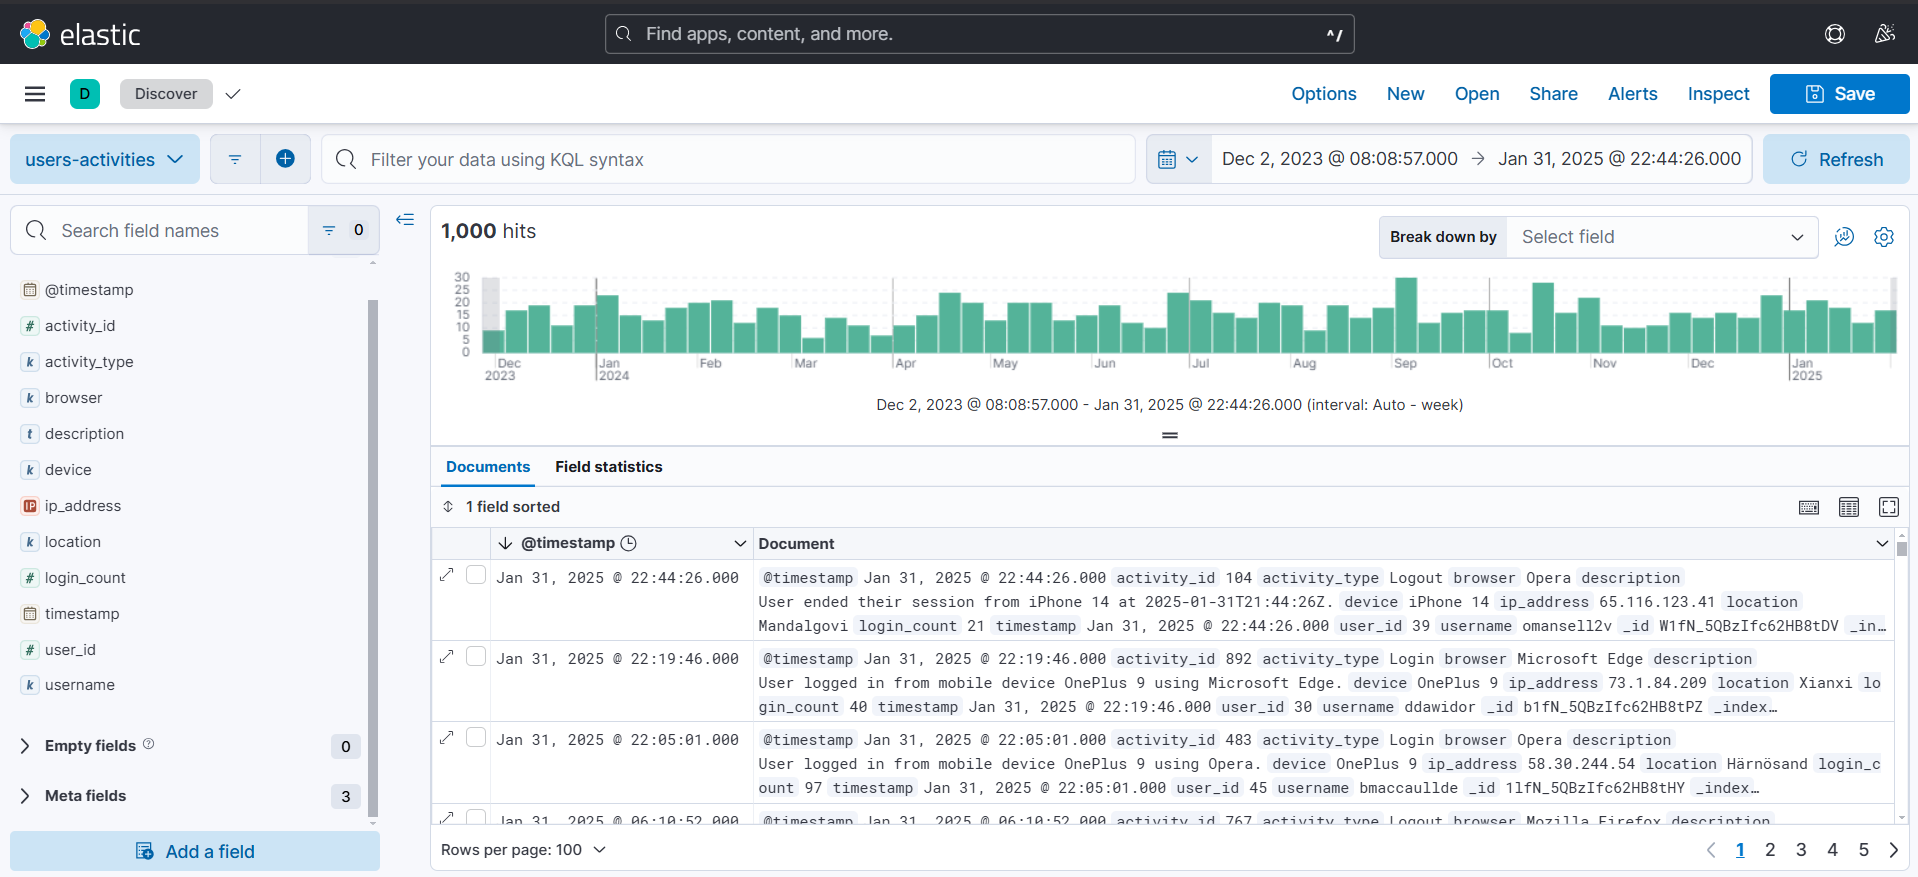 elastic
Find apps, content, and more.
^/
D
Discover
Options
New
Open
Share
Alerts
Inspect
Save
users-activities
Filter your data using KQL syntax
Dec 2, 2023 @ 08:08:57.000 → Jan 31, 2025 @ 22:44:26.000
Refresh
Search field names
0
@timestamp
# activity_id
k activity_type
k browser
t description
k device
IP ip_address
k location
# login_count
timestamp
# user_id
k username
Empty fields
0
Meta fields
3
Add a field
1,000 hits
Break down by
Select field
30
25
20
15
10
5
0
Dec Jan Feb Mar Apr May Jun Jul Aug Sep Oct Nov Dec Jan
2023 2024 2025
Dec 2, 2023 @ 08:08:57.000 - Jan 31, 2025 @ 22:44:26.000 (interval: Auto - week)
Documents
Field statistics
1 field sorted
@timestamp
Document
Jan 31, 2025 @ 22:44:26.000
@timestamp Jan 31, 2025 @ 22:44:26.000 activity_id 104 activity_type Logout browser Opera description
User ended their session from iPhone 14 at 2025-01-31T21:44:26Z. device iPhone 14 ip_address 65.116.123.41 location
Mandalgovi login_count 21 timestamp Jan 31, 2025 @ 22:44:26.000 user_id 39 username omansell2v _id W1fN_5QBzIfc62HB8tDV _in…
Jan 31, 2025 @ 22:19:46.000
@timestamp Jan 31, 2025 @ 22:19:46.000 activity_id 892 activity_type Login browser Microsoft Edge description
User logged in from mobile device OnePlus 9 using Microsoft Edge. device OnePlus 9 ip_address 73.1.84.209 location Xianxi lo
gin_count 40 timestamp Jan 31, 2025 @ 22:19:46.000 user_id 30 username ddawidor _id b1fN_5QBzIfc62HB8tPZ _index…
Jan 31, 2025 @ 22:05:01.000
@timestamp Jan 31, 2025 @ 22:05:01.000 activity_id 483 activity_type Login browser Opera description
User logged in from mobile device OnePlus 9 using Opera. device OnePlus 9 ip_address 58.30.244.54 location Härnösand login_c
ount 97 timestamp Jan 31, 2025 @ 22:05:01.000 user_id 45 username bmaccaullde _id 1lfN_5QBzIfc62HB8tHY _index…
Jan 31, 2025 @ 06:10:52.000
@timestamp Jan 31, 2025 @ 06:10:52.000 activity_id 767 activity_type Logout browser Mozilla Firefox description
Rows per page: 100
1 2 3 4 5